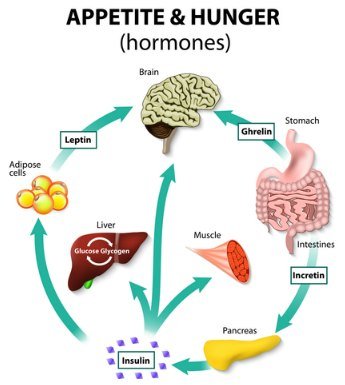 APPETITE & HUNGER
(hormones)
Brain
Stomach
Ghrelin
Leptin
Adipose
cells
Liver
Glucose Glycogen
Muscle
Intestines
Incretin
Pancreas
Insulin